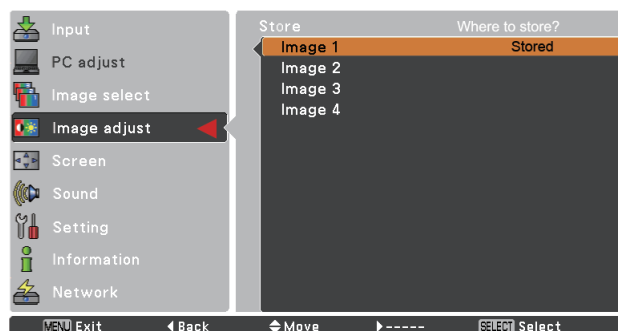 Input
PC adjust
Image select
Image adjust
Screen
Sound
Setting
Information
Network
Store Where to store?
Image 1 Stored
Image 2
Image 3
Image 4
MENU Exit Back Move ----- SELECT Select